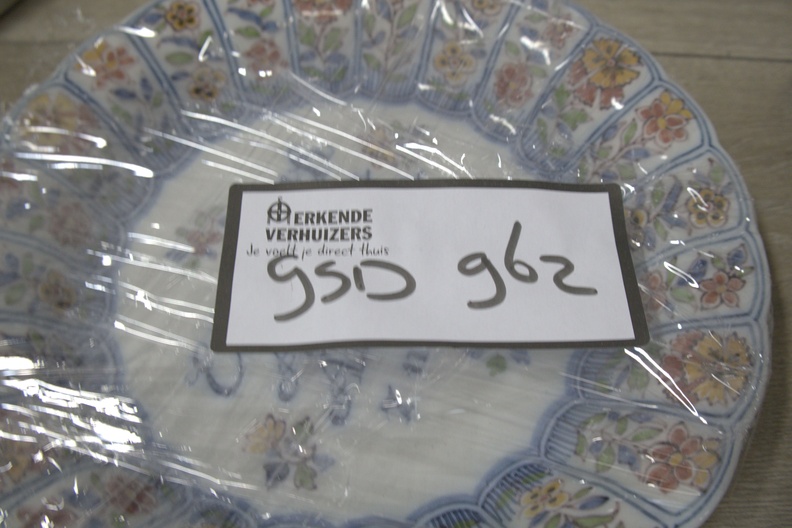 ERKENDE
VERHUIZERS
Je voelt je direct thuis
GSD 962